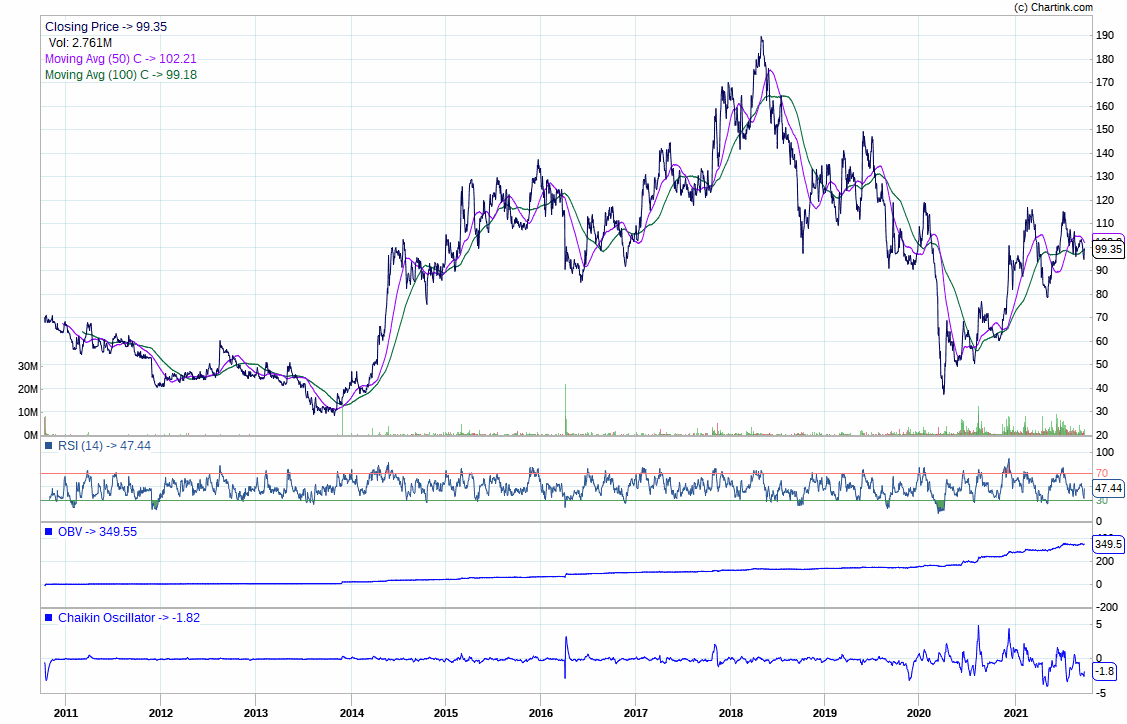 (c) Chartink.com
Closing Price -> 99.35
Vol: 2.761M
Moving Avg (50) C -> 102.21
Moving Avg (100) C -> 99.18
190
180
170
160
150
140
130
120
110
99.35
90
80
70
60
50
40
30
20
30M
20M
10M
0M
RSI (14) -> 47.44
100
70
47.44
30
0
OBV -> 349.55
349.5
200
0
-200
Chaikin Oscillator -> -1.82
5
0
-1.8
-5
2011 2012 2013 2014 2015 2016 2017 2018 2019 2020 2021